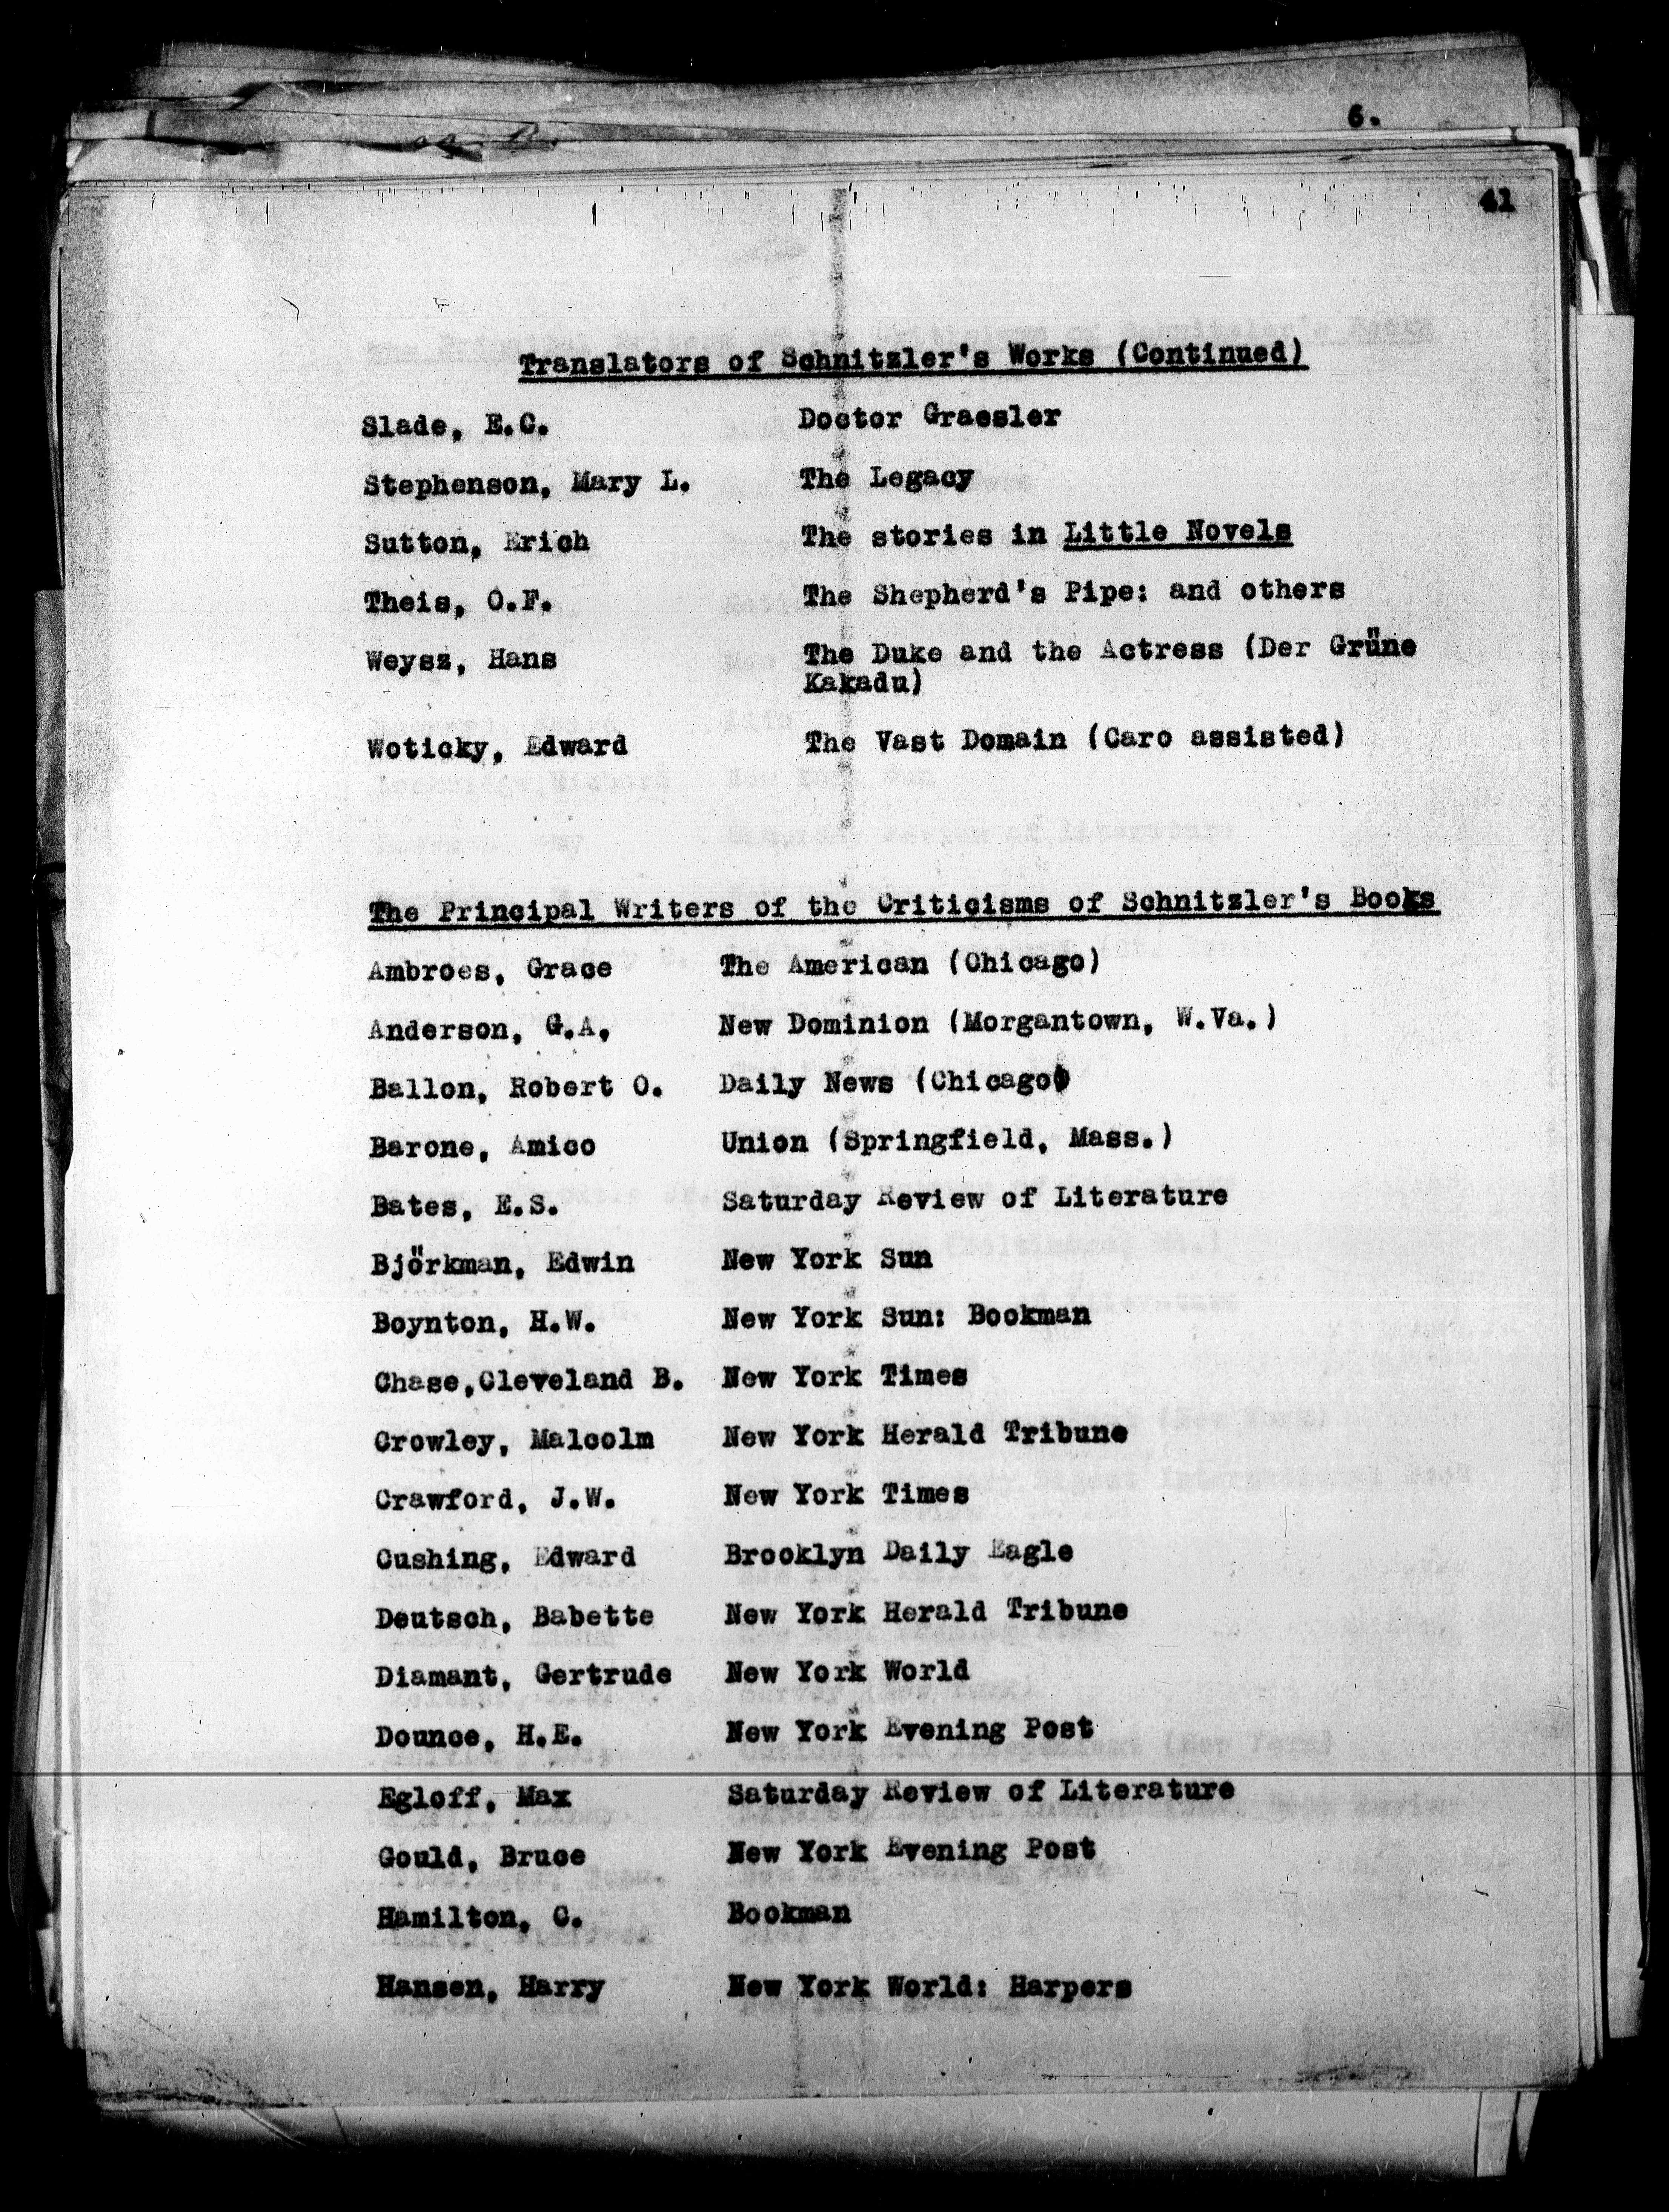 6.
41
Translators of Schnitzler's Works (Continued)
Slade, E.C. Doctor Graesler
Stephenson, Mary L. The Legacy
Sutton, Erich The stories in Little Novels
Theis, O.F. The Shepherd's Pipe: and others
Weysz, Hans The Duke and the Actress (Der Grüne
Kakadu)
Woticky, Edward The Vast Domain (Caro assisted)
The Principal Writers of the Criticisms of Schnitzler's Books
Ambroes, Grace The American (Chicago)
Anderson, G.A, New Dominion (Morgantown, W.Va.)
Ballon, Robert O. Daily News (Chicago)
Barone, Amico Union (Springfield, Mass.)
Bates, E.S. Saturday Review of Literature
Björkman, Edwin New York Sun
Boynton, H.W. New York Sun: Bookman
Chase,Cleveland B. New York Times
Crowley, Malcolm New York Herald Tribune
Crawford, J.W. New York Times
Cushing, Edward Brooklyn Daily Eagle
Deutsch, Babette New York Herald Tribune
Diamant, Gertrude New York World
Dounce, H.E. New York Evening Post
Egloff, Max Saturday Review of Literature
Gould, Bruce New York Evening Post
Hamilton, C. Bookman
Hansen, Harry New York World: Harpers